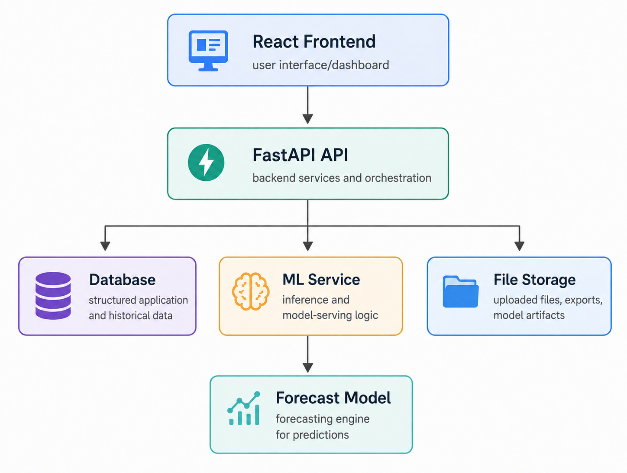 React Frontend
user interface/dashboard
FastAPI API
backend services and orchestration
Database
structured application
and historical data
ML Service
inference and
model-serving logic
File Storage
uploaded files, exports,
model artifacts
Forecast Model
forecasting engine
for predictions